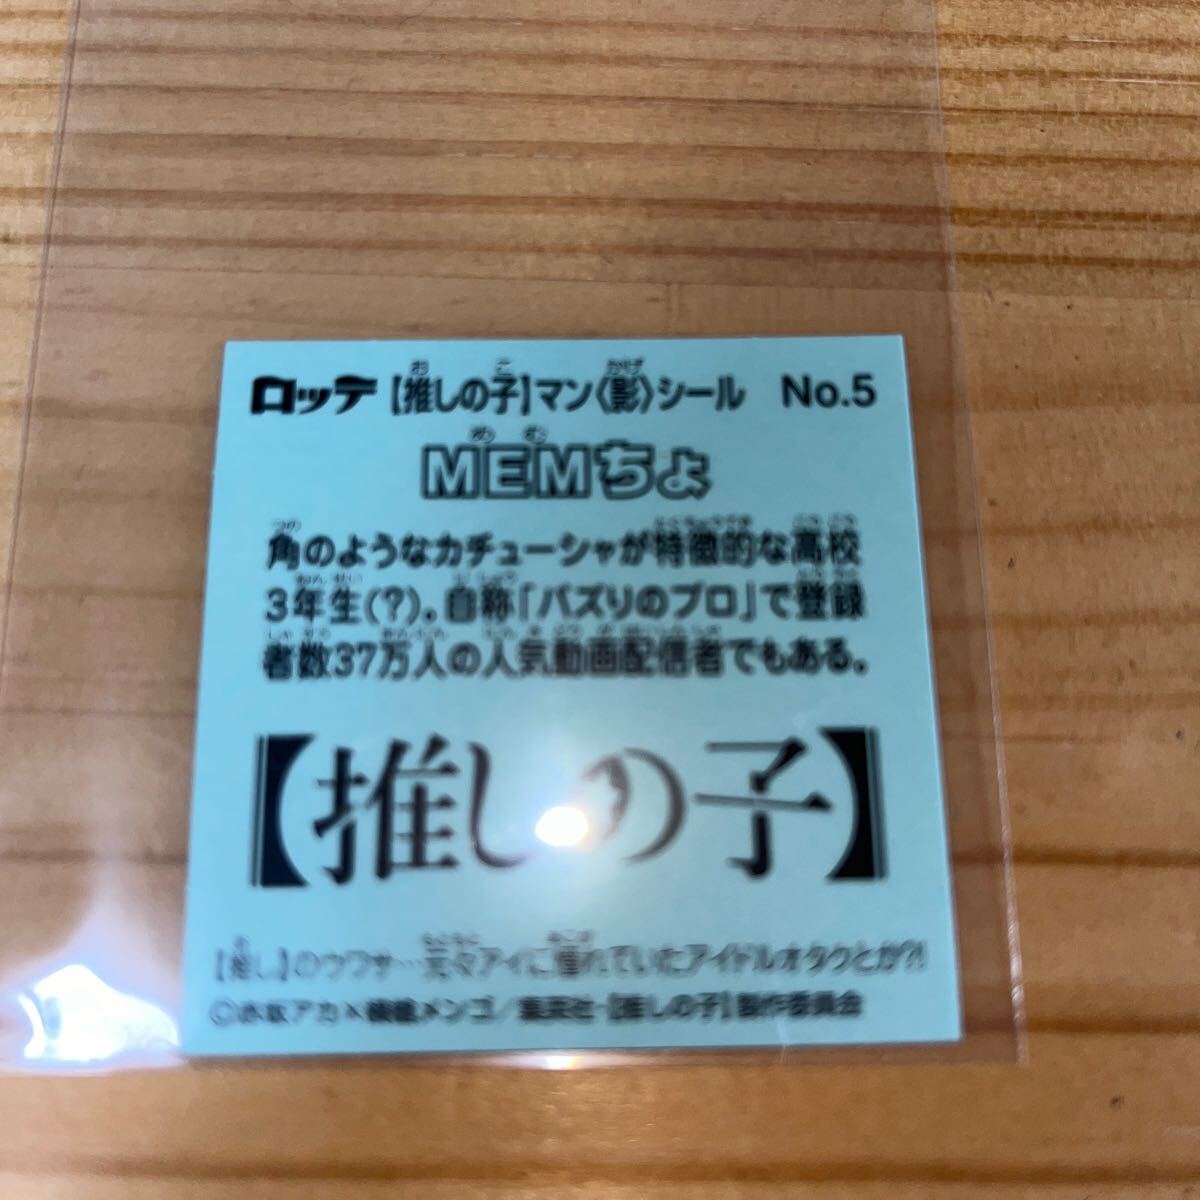 ロッテ 【推しの子】マン〈影〉シール No.5
MEMちょ
角のようなカチューシャが特徴的な高校
3年生(?)。自称「バズりのプロ」で登録
者数37万人の人気動画配信者でもある。
【推しの子】
【推し】のウワサ…元々アイに憧れていたアイドルオタクとか?!
©赤坂アカ×横槍メンゴ/集英社・【推しの子】製作委員会